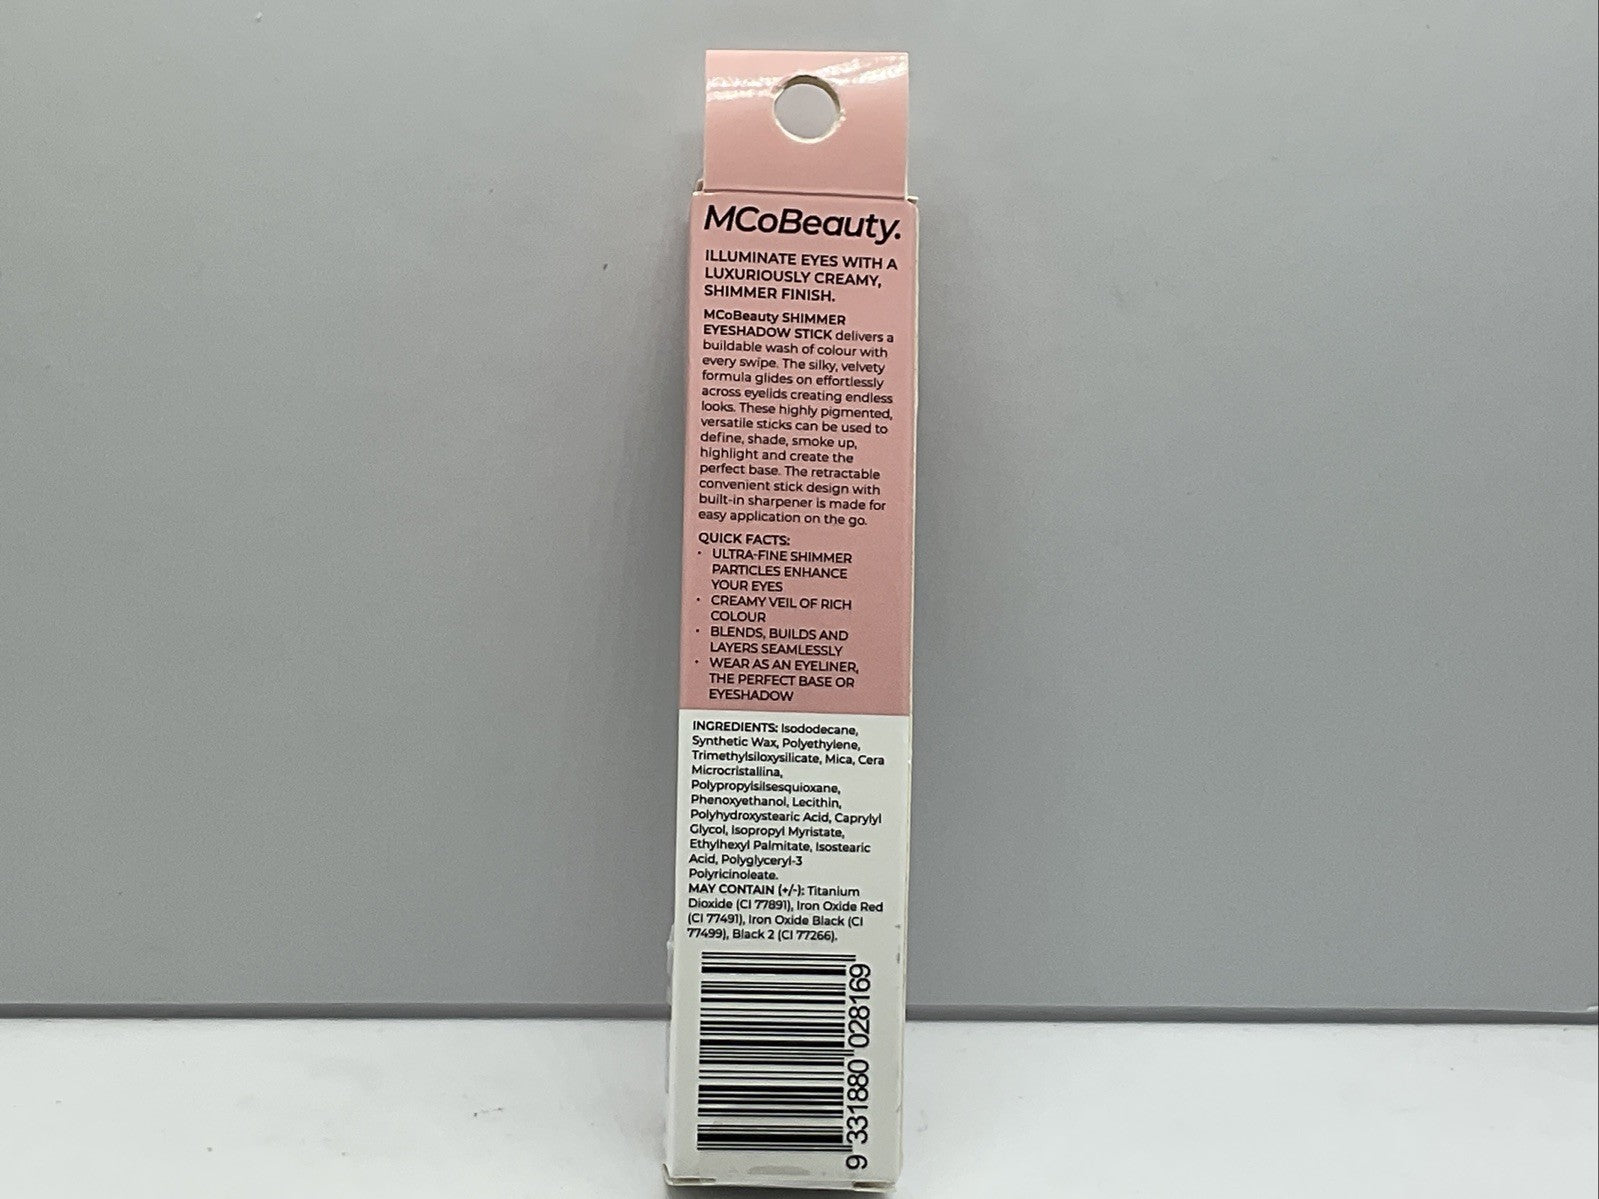 MCoBeauty.
ILLUMINATE EYES WITH A
LUXURIOUSLY CREAMY,
SHIMMER FINISH.
MCoBeauty SHIMMER
EYESHADOW STICK delivers a
buildable wash of colour with
every swipe. The silky, velvety
formula glides on effortlessly
across eyelids creating endless
looks. These highly pigmented,
versatile sticks can be used to
define, shade, smoke up,
highlight and create the
perfect base. The retractable
convenient stick design with
built-in sharpener is made for
easy application on the go.
QUICK FACTS:
· ULTRA-FINE SHIMMER
PARTICLES ENHANCE
YOUR EYES
· CREAMY VEIL OF RICH
COLOUR
· BLENDS, BUILDS AND
LAYERS SEAMLESSLY
· WEAR AS AN EYELINER,
THE PERFECT BASE OR
EYESHADOW
INGREDIENTS: Isododecane,
Synthetic Wax, Polyethylene,
Trimethylsiloxysilicate, Mica, Cera
Microcristallina,
Polypropylsilsesquioxane,
Phenoxyethanol, Lecithin,
Polyhydroxystearic Acid, Caprylyl
Glycol, Isopropyl Myristate,
Ethylhexyl Palmitate, Isostearic
Acid, Polyglyceryl-3
Polyricinoleate.
MAY CONTAIN (+/-): Titanium
Dioxide (CI 77891), Iron Oxide Red
(CI 77491), Iron Oxide Black (CI
77499), Black 2 (CI 77266).
9 331880 028169